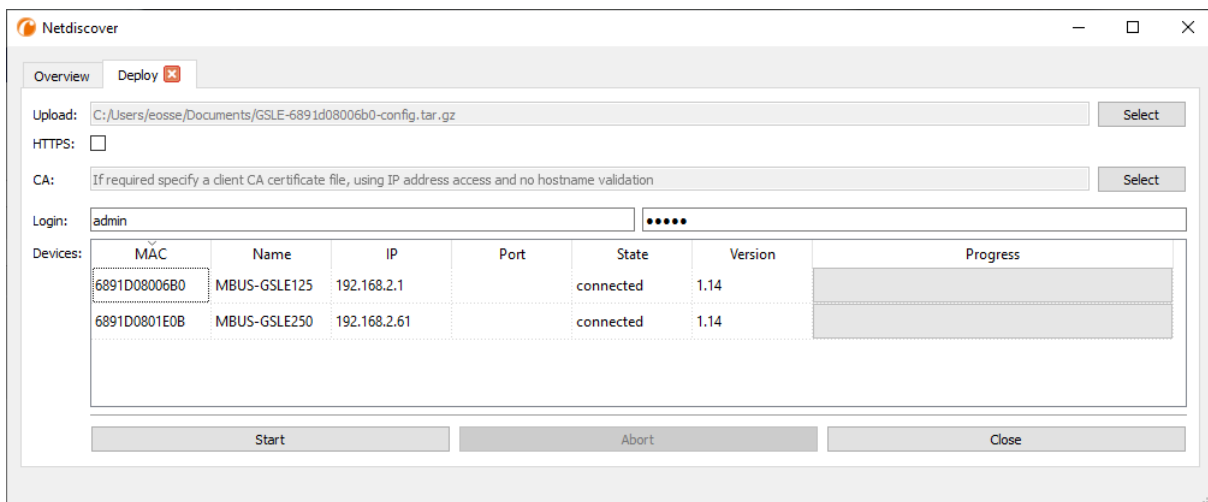 Netdiscover
Overview Deploy
Upload: C:/Users/eosse/Documents/GSLE-6891d08006b0-config.tar.gz Select
HTTPS:
CA: If required specify a client CA certificate file, using IP address access and no hostname validation Select
Login: admin •••••
Devices: MAC Name IP Port State Version Progress
6891D08006B0 MBUS-GSLE125 192.168.2.1 connected 1.14
6891D0801E0B MBUS-GSLE250 192.168.2.61 connected 1.14
Start Abort Close